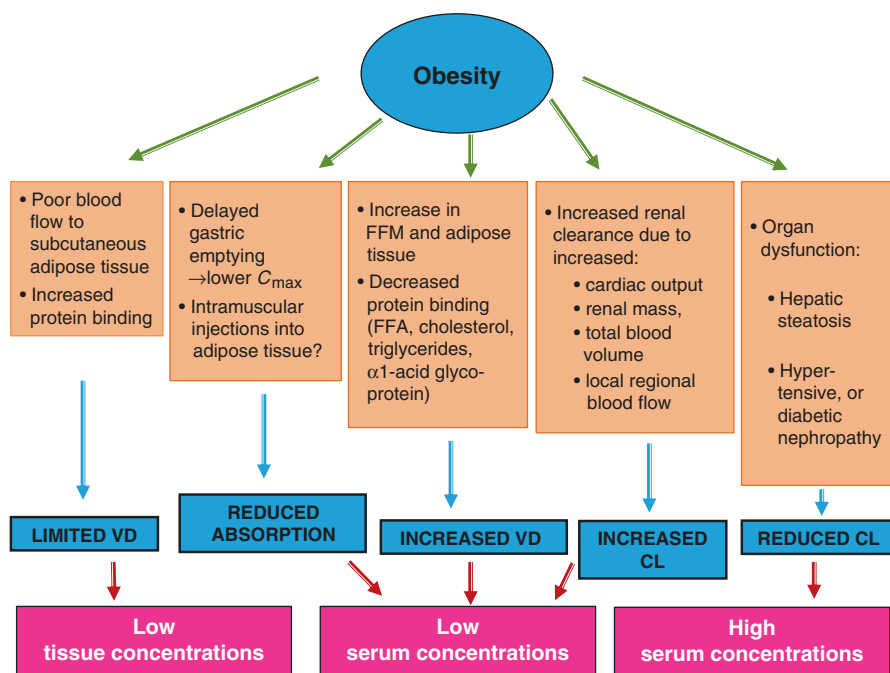 Obesity
• Poor blood
flow to
subcutaneous
adipose tissue
• Increased
protein binding
• Delayed
gastric
emptying
→lower Cmax
• Intramuscular
injections into
adipose tissue?
• Increase in
FFM and adipose
tissue
• Decreased
protein binding
(FFA, cholesterol,
triglycerides,
α1-acid glyco-
protein)
• Increased renal
clearance due to
increased:
• cardiac output
• renal mass,
• total blood
volume
• local regional
blood flow
• Organ
dysfunction:
• Hepatic
steatosis
• Hyper-
tensive, or
diabetic
nephropathy
LIMITED VD
REDUCED
ABSORPTION
INCREASED VD
INCREASED
CL
REDUCED CL
Low
tissue concentrations
Low
serum concentrations
High
serum concentrations